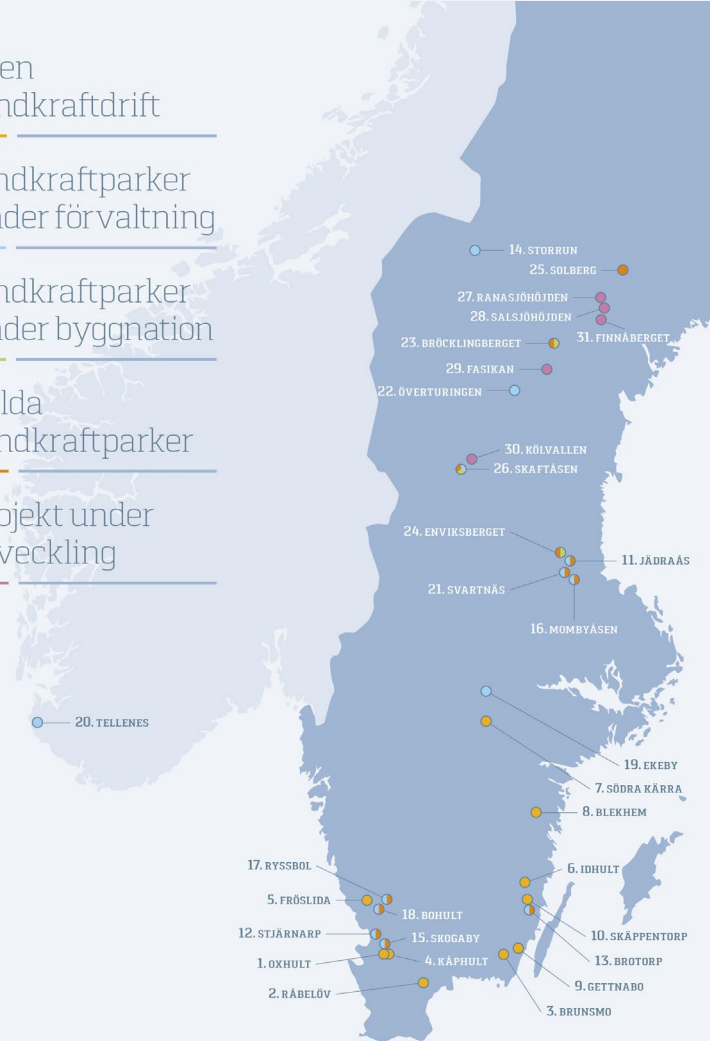 en
ndkraftdrift
ndkraftparker
nder förvaltning
ndkraftparker
nder byggnation
lda
ndkraftparker
ojekt under
veckling
14. STORRUN
25. SOLBERG
27. RANASJÖHÖJDEN
28. SALSJÖHÖJDEN
31. FINNÅBERGET
23. BRÖCKLINGBERGET
29. FASIKAN
22. ÖVERTURINGEN
30. KÖLVALLEN
26. SKAFTÅSEN
24. ENVIKSBERGET
11. JÄDRAÅS
21. SVARTNÄS
16. MOMBYÅSEN
20. TELLENES
19. EKEBY
7. SÖDRA KÄRRA
8. BLEKHEM
17. RYSSBOL
6. IDHULT
5. FRÖSLIDA
18. BOHULT
12. STJÄRNARP
10. SKÄPPENTORP
15. SKOGABY
1. OXHULT
4. KÅPHULT
13. BROTORP
9. GETTNABO
2. RÅBELÖV
3. BRUNSMO